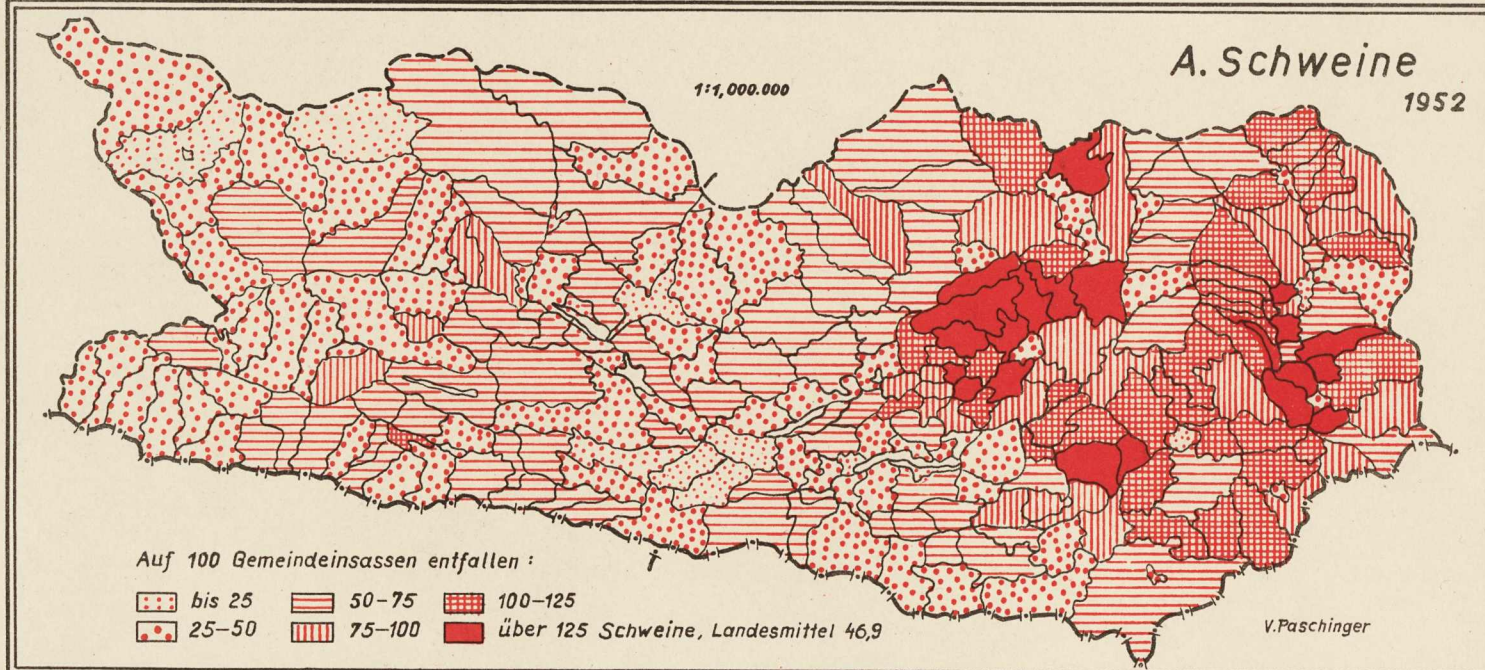 A. Schweine
1952
1:1,000.000
Auf 100 Gemeindeinsassen entfallen :
bis 25
50-75
100-125
25-50
75-100
über 125 Schweine, Landesmittel 46,9
V. Paschinger